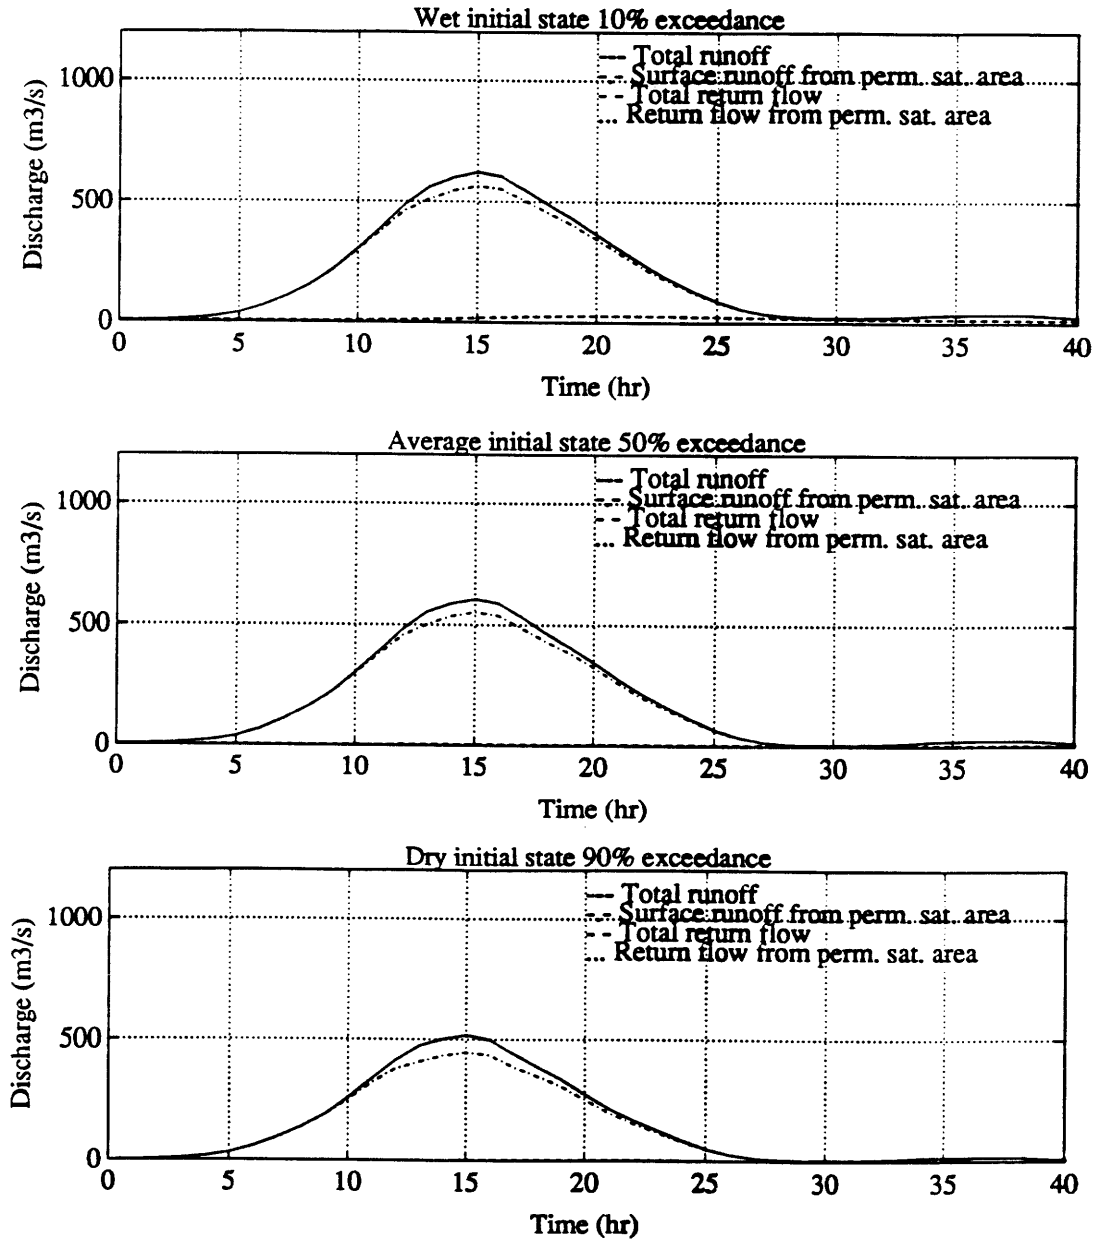 Wet initial state 10% exceedance
Total runoff
Surface runoff from perm. sat. area
Total return flow
Return flow from perm. sat. area
Discharge (m3/s)
1000
500
0
0 5 10 15 20 25 30 35 40
Time (hr)
Average initial state 50% exceedance
Total runoff
Surface runoff from perm. sat. area
Total return flow
Return flow from perm. sat. area
Discharge (m3/s)
1000
500
0
0 5 10 15 20 25 30 35 40
Time (hr)
Dry initial state 90% exceedance
Total runoff
Surface runoff from perm. sat. area
Total return flow
Return flow from perm. sat. area
Discharge (m3/s)
1000
500
0
0 5 10 15 20 25 30 35 40
Time (hr)